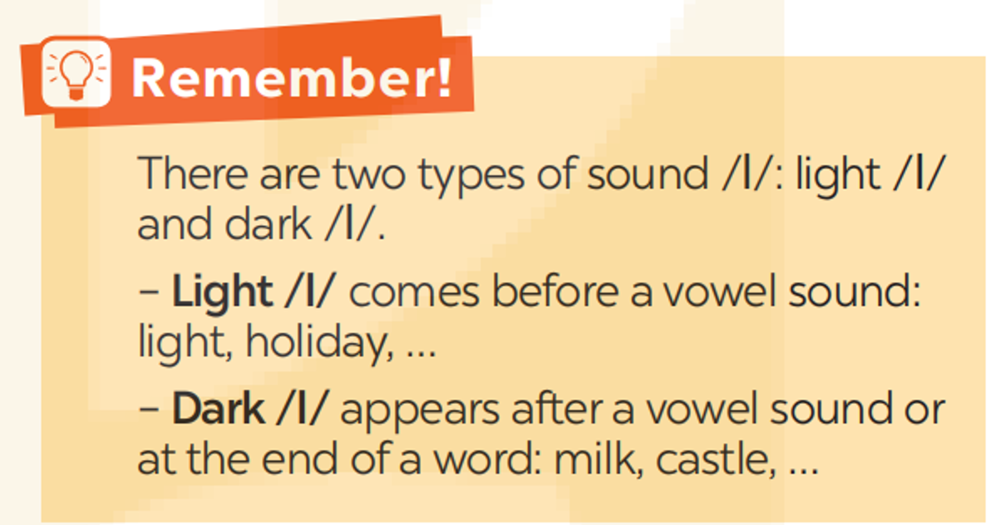 Remember!
There are two types of sound /l/: light /l/
and dark /l/.
– Light /l/ comes before a vowel sound:
light, holiday, ...
– Dark /l/ appears after a vowel sound or
at the end of a word: milk, castle, ...